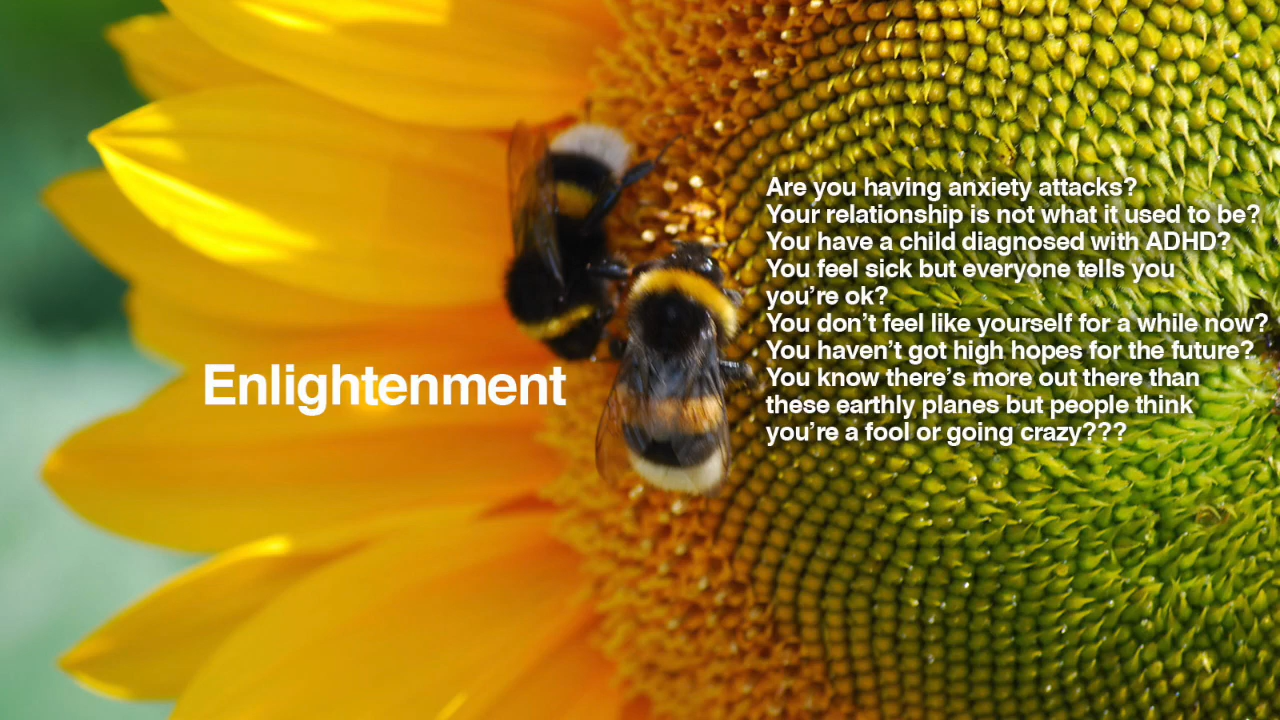 Enlightenment
Are you having anxiety attacks?
Your relationship is not what it used to be?
You have a child diagnosed with ADHD?
You feel sick but everyone tells you
you’re ok?
You don’t feel like yourself for a while now?
You haven’t got high hopes for the future?
You know there’s more out there than
these earthly planes but people think
you’re a fool or going crazy???